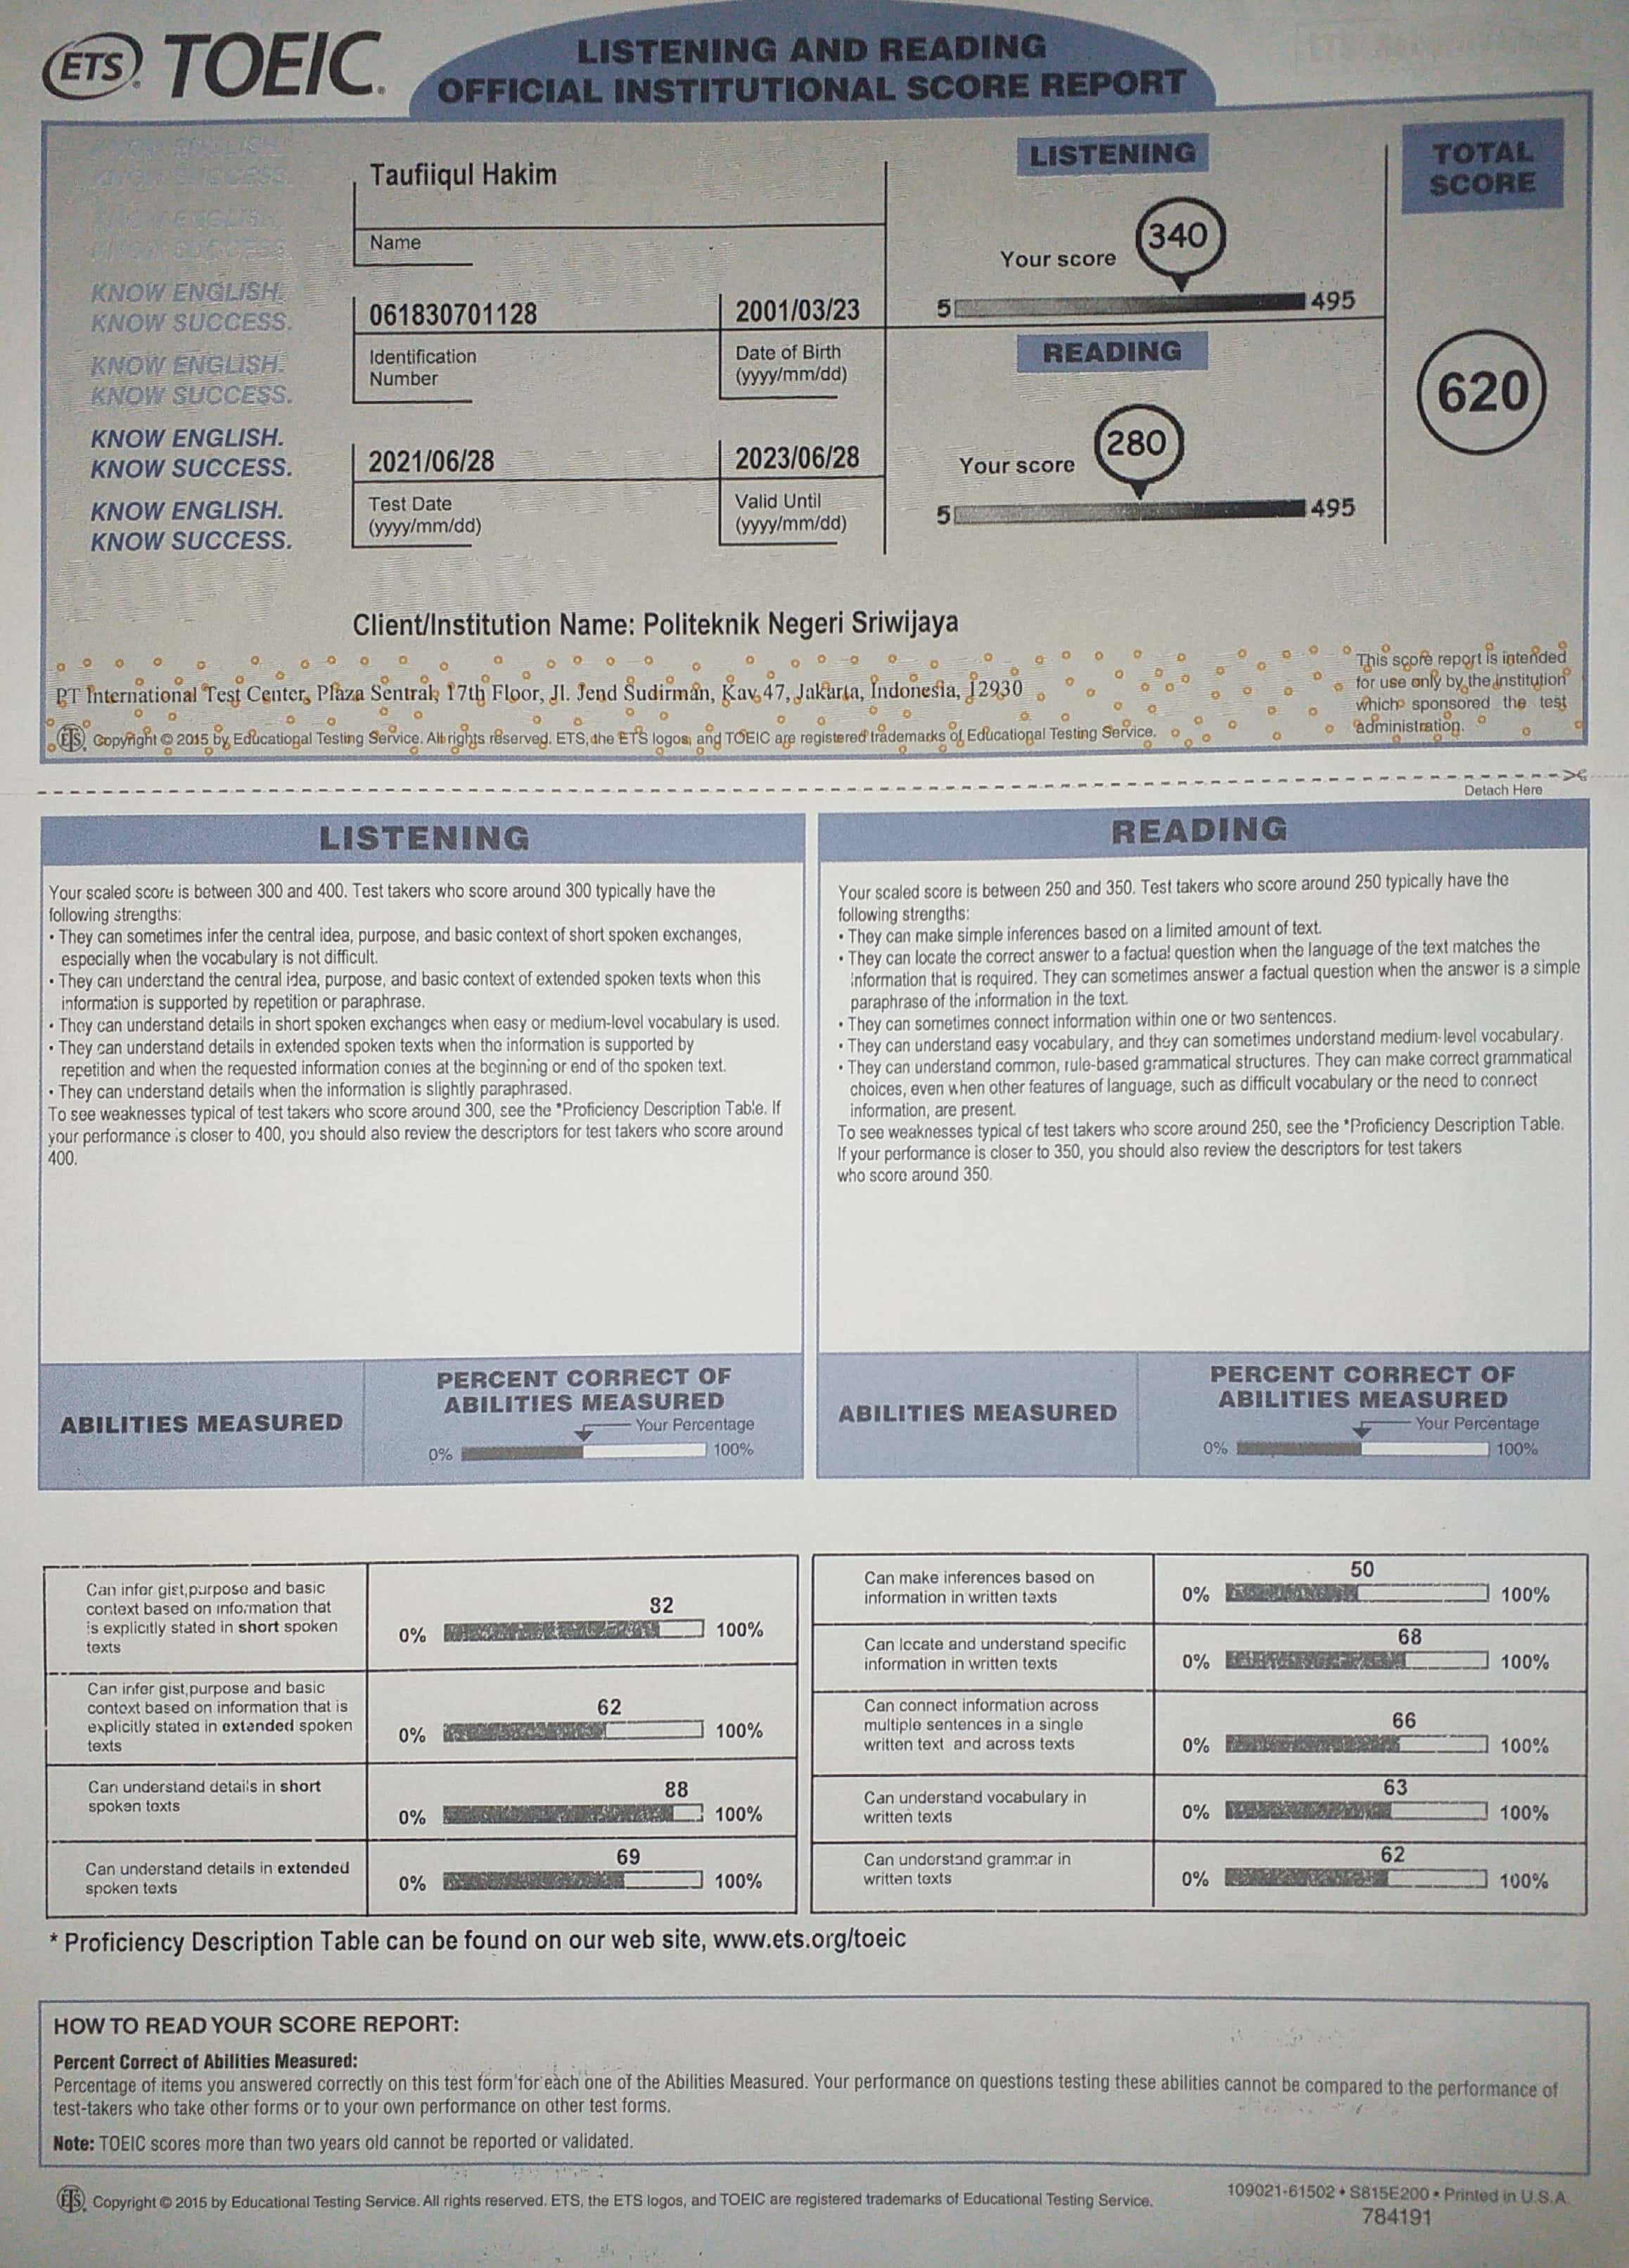 ETS TOEIC.
LISTENING AND READING
OFFICIAL INSTITUTIONAL SCORE REPORT
KNOW ENGLISH.
KNOW SUCCESS.
KNOW ENGLISH.
KNOW SUCCESS.
KNOW ENGLISH.
KNOW SUCCESS.
KNOW ENGLISH.
KNOW SUCCESS.
KNOW ENGLISH.
KNOW SUCCESS.
KNOW ENGLISH.
KNOW SUCCESS.
Taufiiqul Hakim
Name
061830701128
Identification
Number
2001/03/23
Date of Birth
(yyyy/mm/dd)
2021/06/28
Test Date
(yyyy/mm/dd)
2023/06/28
Valid Until
(yyyy/mm/dd)
LISTENING
Your score 340
5 495
READING
Your score 280
5 495
TOTAL
SCORE
620
COPY COPY COPY
Client/Institution Name: Politeknik Negeri Sriwijaya
PT International Test Center, Plaza Sentral, 17th Floor, Jl. Jend Sudirman, Kav.47, Jakarta, Indonesia, 12930
This score report is intended
for use only by the institution
which sponsored the test
administration.
ETS Copyright © 2015 by Educational Testing Service. All rights reserved. ETS, the ETS logos, and TOEIC are registered trademarks of Educational Testing Service.
Detach Here
LISTENING
Your scaled score is between 300 and 400. Test takers who score around 300 typically have the
following strengths:
• They can sometimes infer the central idea, purpose, and basic context of short spoken exchanges,
especially when the vocabulary is not difficult.
• They can understand the central idea, purpose, and basic context of extended spoken texts when this
information is supported by repetition or paraphrase.
• They can understand details in short spoken exchanges when easy or medium-level vocabulary is used.
• They can understand details in extended spoken texts when the information is supported by
repetition and when the requested information comes at the beginning or end of the spoken text.
• They can understand details when the information is slightly paraphrased.
To see weaknesses typical of test takers who score around 300, see the *Proficiency Description Table. If
your performance is closer to 400, you should also review the descriptors for test takers who score around
400.
READING
Your scaled score is between 250 and 350. Test takers who score around 250 typically have the
following strengths:
• They can make simple inferences based on a limited amount of text.
• They can locate the correct answer to a factual question when the language of the text matches the
information that is required. They can sometimes answer a factual question when the answer is a simple
paraphrase of the information in the text.
• They can sometimes connect information within one or two sentences.
• They can understand easy vocabulary, and they can sometimes understand medium-level vocabulary.
• They can understand common, rule-based grammatical structures. They can make correct grammatical
choices, even when other features of language, such as difficult vocabulary or the need to connect
information, are present.
To see weaknesses typical of test takers who score around 250, see the *Proficiency Description Table.
If your performance is closer to 350, you should also review the descriptors for test takers
who score around 350.
ABILITIES MEASURED
PERCENT CORRECT OF
ABILITIES MEASURED
Your Percentage
0% 100%
ABILITIES MEASURED
PERCENT CORRECT OF
ABILITIES MEASURED
Your Percentage
0% 100%
Can infer gist,purpose and basic
context based on information that
is explicitly stated in short spoken
texts
82
0% 100%
Can infer gist,purpose and basic
context based on information that is
explicitly stated in extended spoken
texts
62
0% 100%
Can understand details in short
spoken texts
88
0% 100%
Can understand details in extended
spoken texts
69
0% 100%
Can make inferences based on
information in written texts
50
0% 100%
Can locate and understand specific
information in written texts
68
0% 100%
Can connect information across
multiple sentences in a single
written text and across texts
66
0% 100%
Can understand vocabulary in
written texts
63
0% 100%
Can understand grammar in
written texts
62
0% 100%
* Proficiency Description Table can be found on our web site, www.ets.org/toeic
HOW TO READ YOUR SCORE REPORT:
Percent Correct of Abilities Measured:
Percentage of items you answered correctly on this test form for each one of the Abilities Measured. Your performance on questions testing these abilities cannot be compared to the performance of
test-takers who take other forms or to your own performance on other test forms.
Note: TOEIC scores more than two years old cannot be reported or validated.
ETS Copyright © 2015 by Educational Testing Service. All rights reserved. ETS, the ETS logos, and TOEIC are registered trademarks of Educational Testing Service.
109021-61502 • S815E200 • Printed in U.S.A.
784191